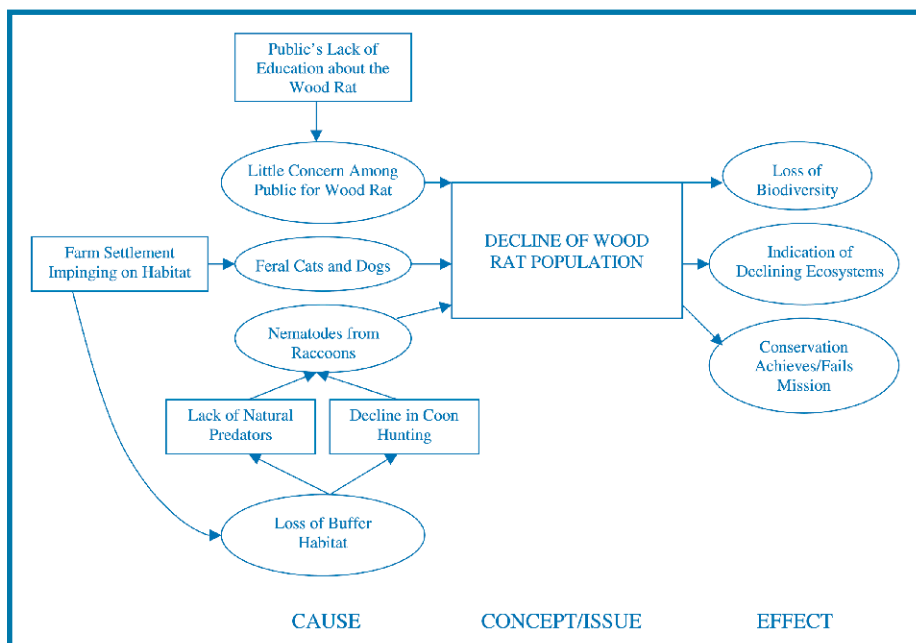 Public's Lack of
Education about the
Wood Rat
Little Concern Among
Public for Wood Rat
Loss of
Biodiversity
Farm Settlement
Impinging on Habitat
Feral Cats and Dogs
DECLINE OF WOOD
RAT POPULATION
Indication of
Declining Ecosystems
Nematodes from
Raccoons
Conservation
Achieves/Fails
Mission
Lack of Natural
Predators
Decline in Coon
Hunting
Loss of Buffer
Habitat
CAUSE
CONCEPT/ISSUE
EFFECT